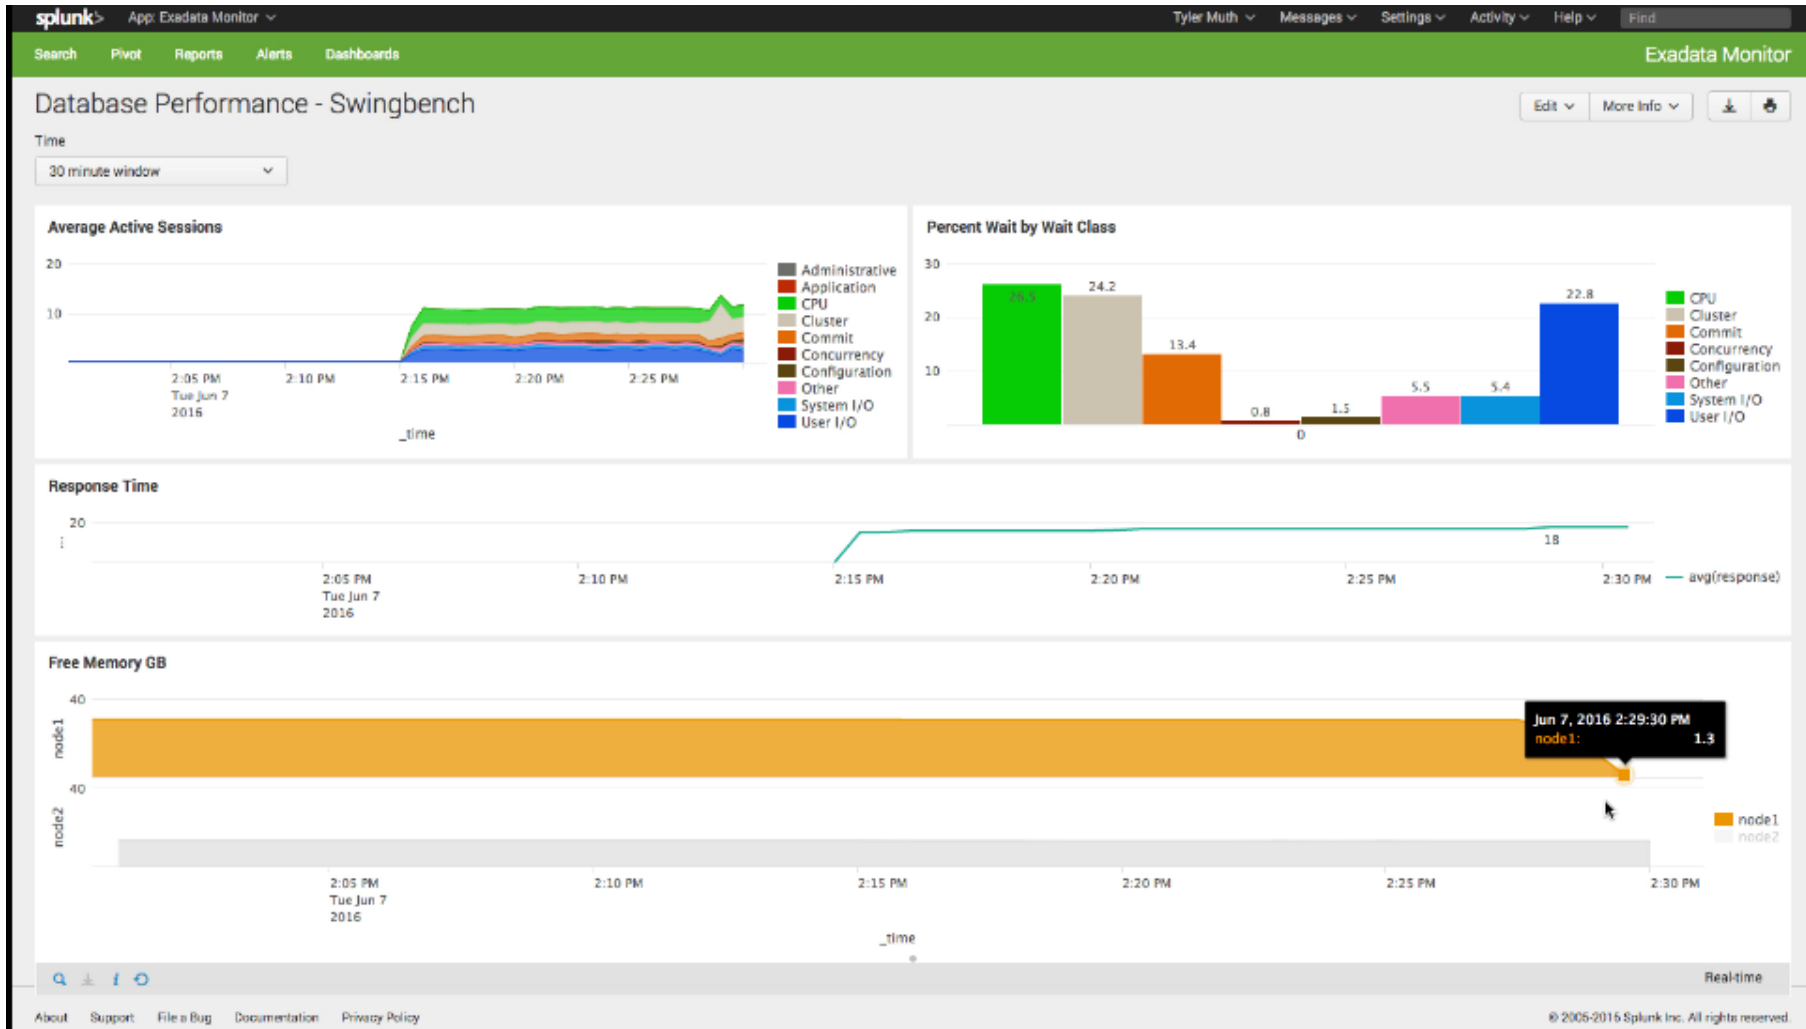 splunk> App: Exadata Monitor Tyler Muth Messages Settings Activity Help Find
Search Pivot Reports Alerts Dashboards Exadata Monitor
Database Performance - Swingbench
Edit More Info
Time
30 minute window
Average Active Sessions
20
10
2:05 PM 2:10 PM 2:15 PM 2:20 PM 2:25 PM
Tue Jun 7
2016
_time
Administrative
Application
CPU
Cluster
Commit
Concurrency
Configuration
Other
System I/O
User I/O
Percent Wait by Wait Class
30
20
10
26.5
24.2
13.4
0.8
1.5
5.5
5.4
22.8
0
CPU
Cluster
Commit
Concurrency
Configuration
Other
System I/O
User I/O
Response Time
20
...
18
2:05 PM 2:10 PM 2:15 PM 2:20 PM 2:25 PM 2:30 PM
Tue Jun 7
2016
avg(response)
Free Memory GB
40
node1
Jun 7, 2016 2:29:30 PM
node1: 1.3
40
node2
node1
node2
2:05 PM 2:10 PM 2:15 PM 2:20 PM 2:25 PM 2:30 PM
Tue Jun 7
2016
_time
i
Real-time
About Support File a Bug Documentation Privacy Policy
© 2005-2016 Splunk Inc. All rights reserved.